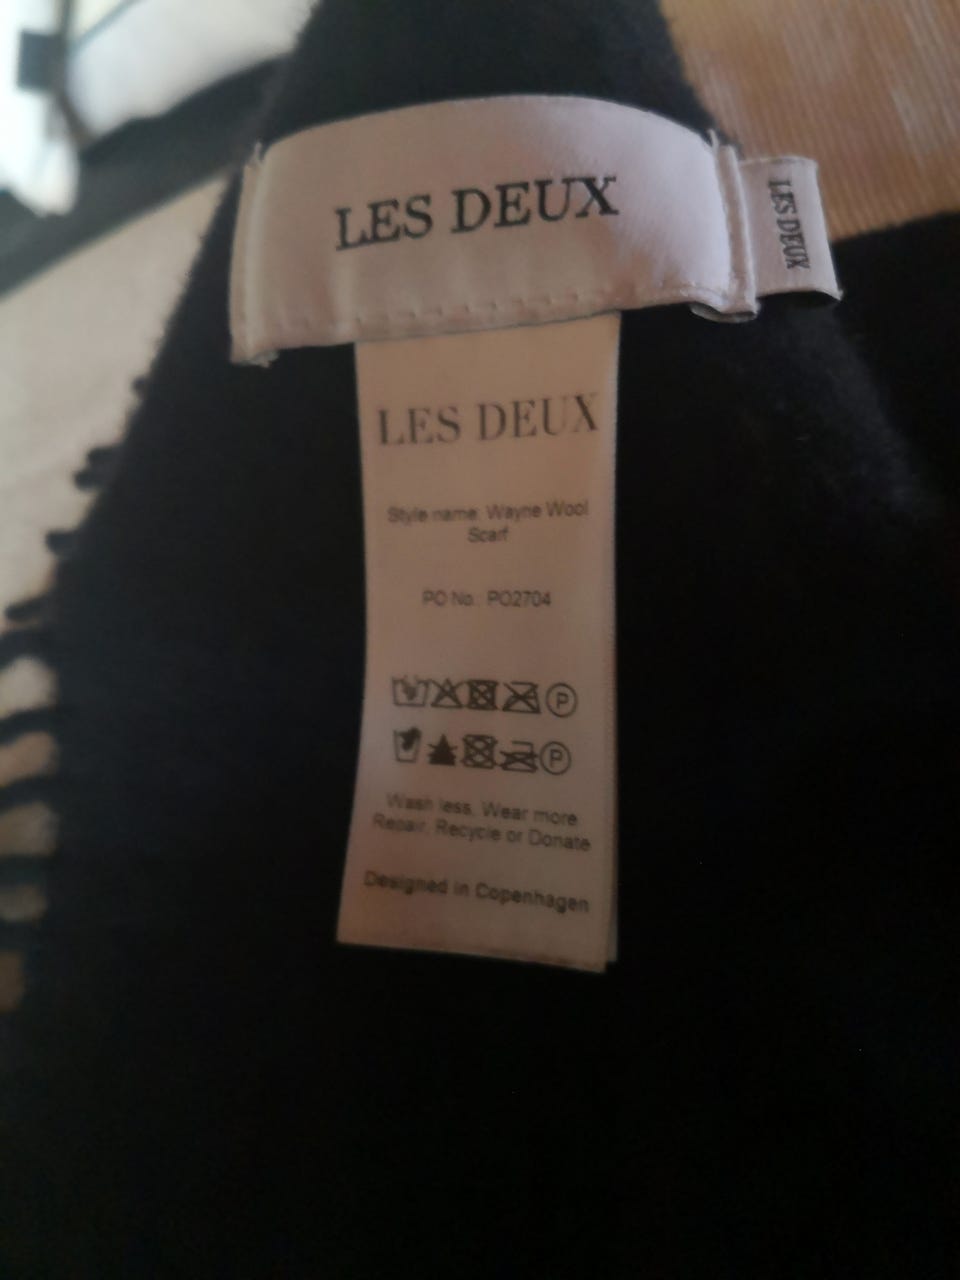 LES DEUX
LES DEUX
LES DEUX
Style name: Wayne Wool
Scarf
PO No.: PO2704
P
P
Wash less, Wear more
Repair, Recycle or Donate
Designed in Copenhagen